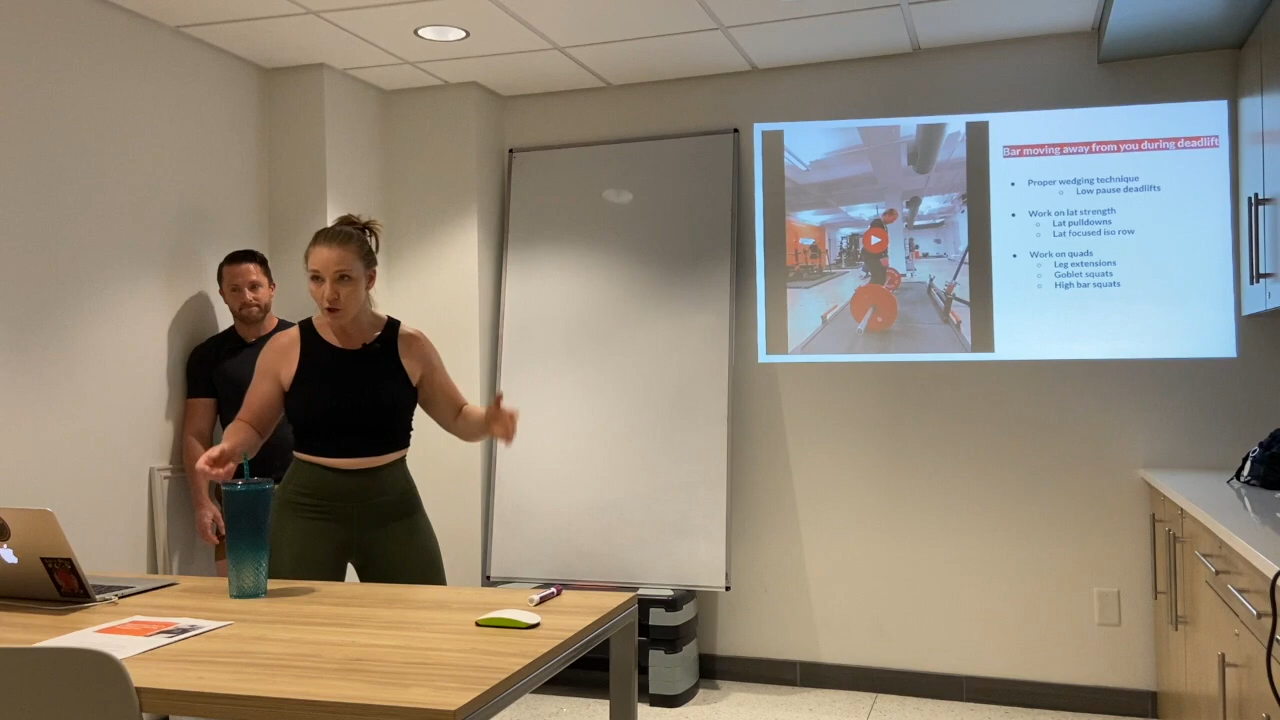 Bar moving away from you during deadlift
• Proper wedging technique
○ Low pause deadlifts
• Work on lat strength
○ Lat pulldowns
○ Lat focused iso row
• Work on quads
○ Leg extensions
○ Goblet squats
○ High bar squats